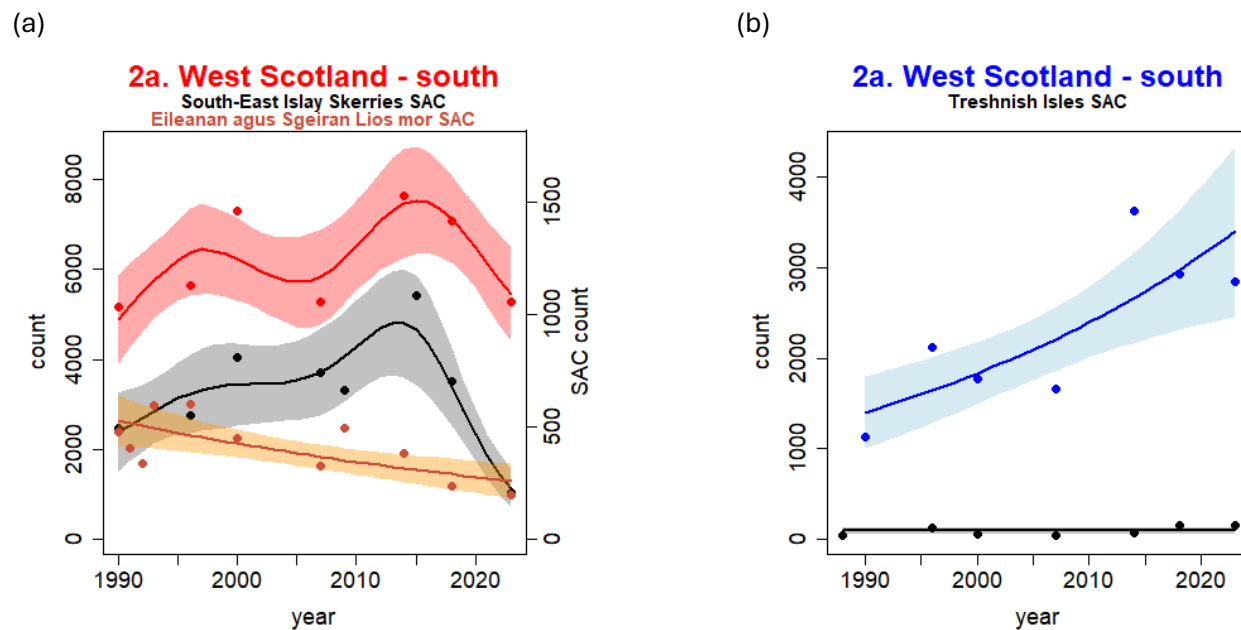 (a)
2a. West Scotland - south
South-East Islay Skerries SAC
Eileanan agus Sgeiran Lios mor SAC
count
0
2000
4000
6000
8000
SAC count
0
500
1000
1500
1990
2000
2010
2020
year
(b)
2a. West Scotland - south
Treshnish Isles SAC
count
0
1000
2000
3000
4000
1990
2000
2010
2020
year